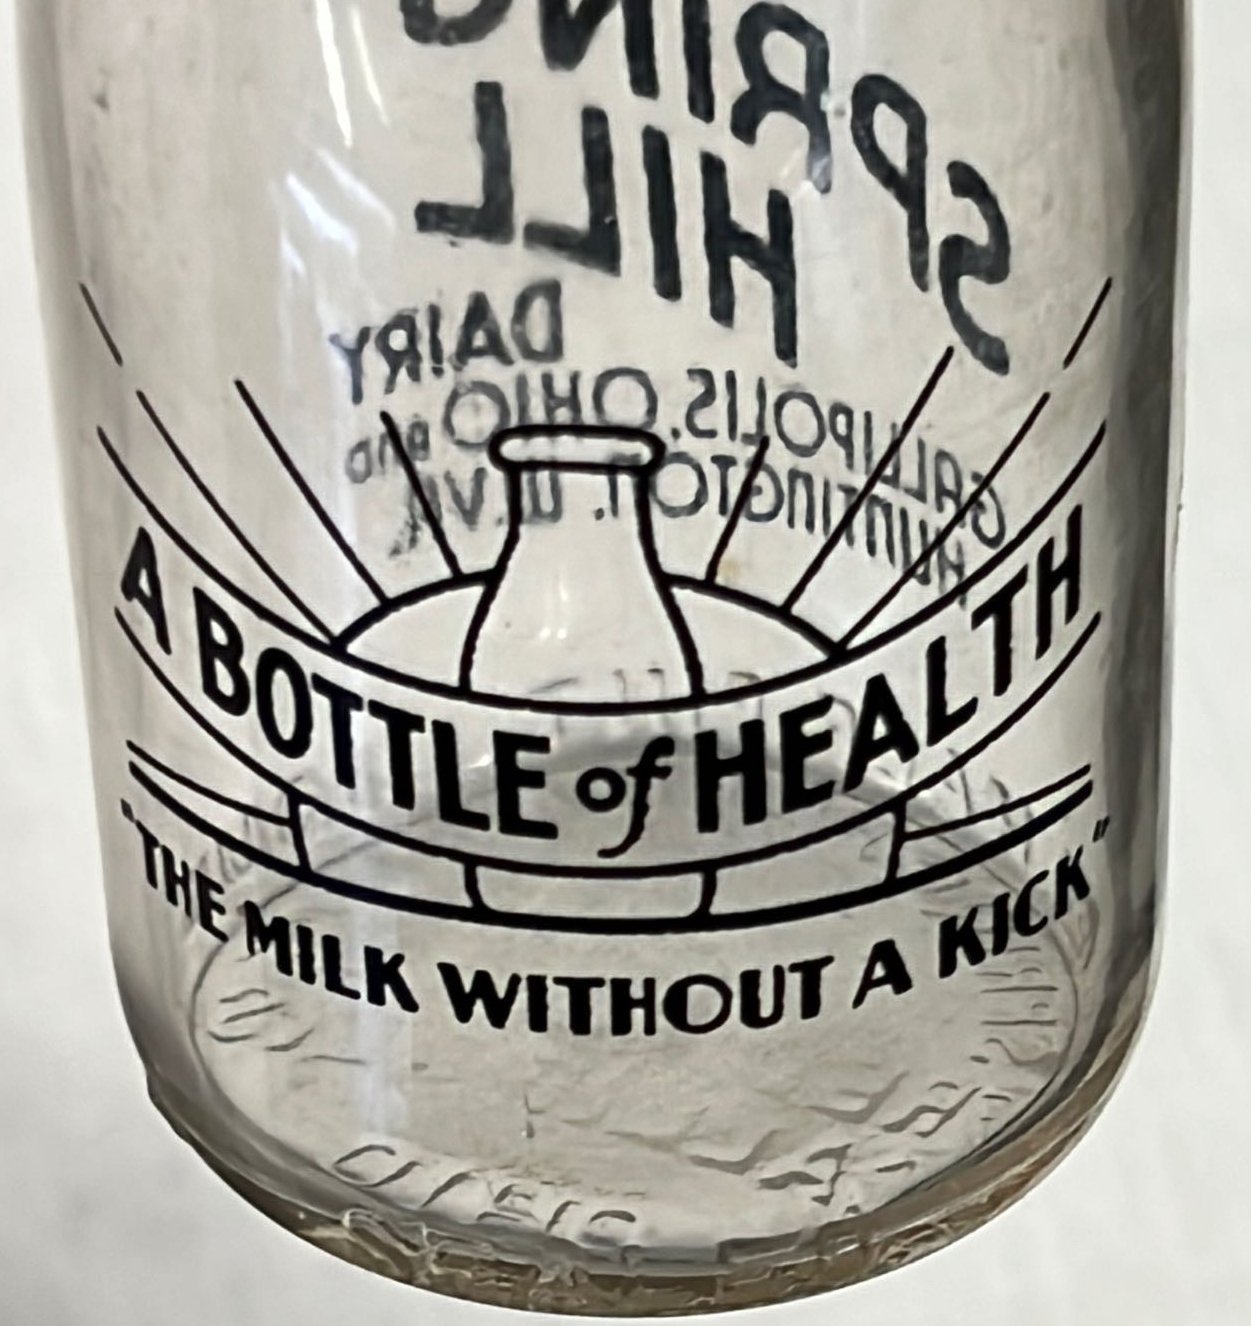 SPRING
HILL
DAIRY
GALLIPOLIS, OHIO and
HUNTINGTON. W.VA
A BOTTLE of HEALTH
"THE MILK WITHOUT A KICK"